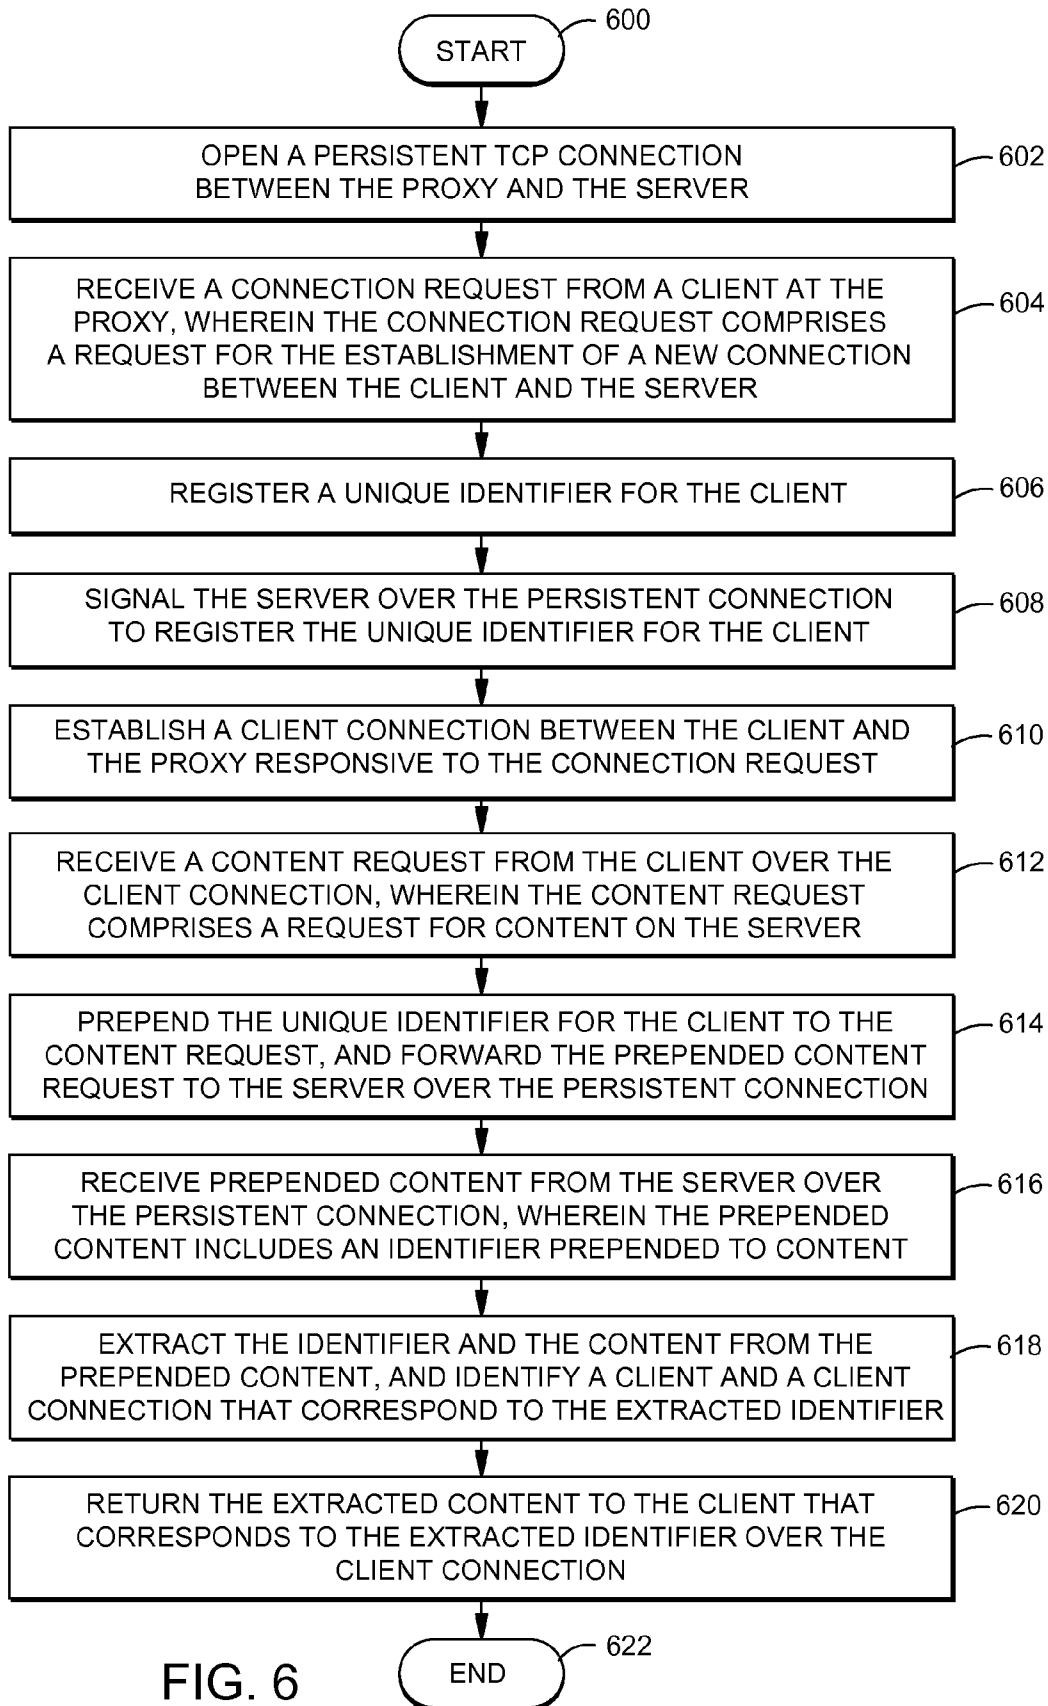 600
START
OPEN A PERSISTENT TCP CONNECTION
BETWEEN THE PROXY AND THE SERVER
602
RECEIVE A CONNECTION REQUEST FROM A CLIENT AT THE
PROXY, WHEREIN THE CONNECTION REQUEST COMPRISES
A REQUEST FOR THE ESTABLISHMENT OF A NEW CONNECTION
BETWEEN THE CLIENT AND THE SERVER
604
REGISTER A UNIQUE IDENTIFIER FOR THE CLIENT
606
SIGNAL THE SERVER OVER THE PERSISTENT CONNECTION
TO REGISTER THE UNIQUE IDENTIFIER FOR THE CLIENT
608
ESTABLISH A CLIENT CONNECTION BETWEEN THE CLIENT AND
THE PROXY RESPONSIVE TO THE CONNECTION REQUEST
610
RECEIVE A CONTENT REQUEST FROM THE CLIENT OVER THE
CLIENT CONNECTION, WHEREIN THE CONTENT REQUEST
COMPRISES A REQUEST FOR CONTENT ON THE SERVER
612
PREPEND THE UNIQUE IDENTIFIER FOR THE CLIENT TO THE
CONTENT REQUEST, AND FORWARD THE PREPENDED CONTENT
REQUEST TO THE SERVER OVER THE PERSISTENT CONNECTION
614
RECEIVE PREPENDED CONTENT FROM THE SERVER OVER
THE PERSISTENT CONNECTION, WHEREIN THE PREPENDED
CONTENT INCLUDES AN IDENTIFIER PREPENDED TO CONTENT
616
EXTRACT THE IDENTIFIER AND THE CONTENT FROM THE
PREPENDED CONTENT, AND IDENTIFY A CLIENT AND A CLIENT
CONNECTION THAT CORRESPOND TO THE EXTRACTED IDENTIFIER
618
RETURN THE EXTRACTED CONTENT TO THE CLIENT THAT
CORRESPONDS TO THE EXTRACTED IDENTIFIER OVER THE
CLIENT CONNECTION
620
END
622
FIG. 6